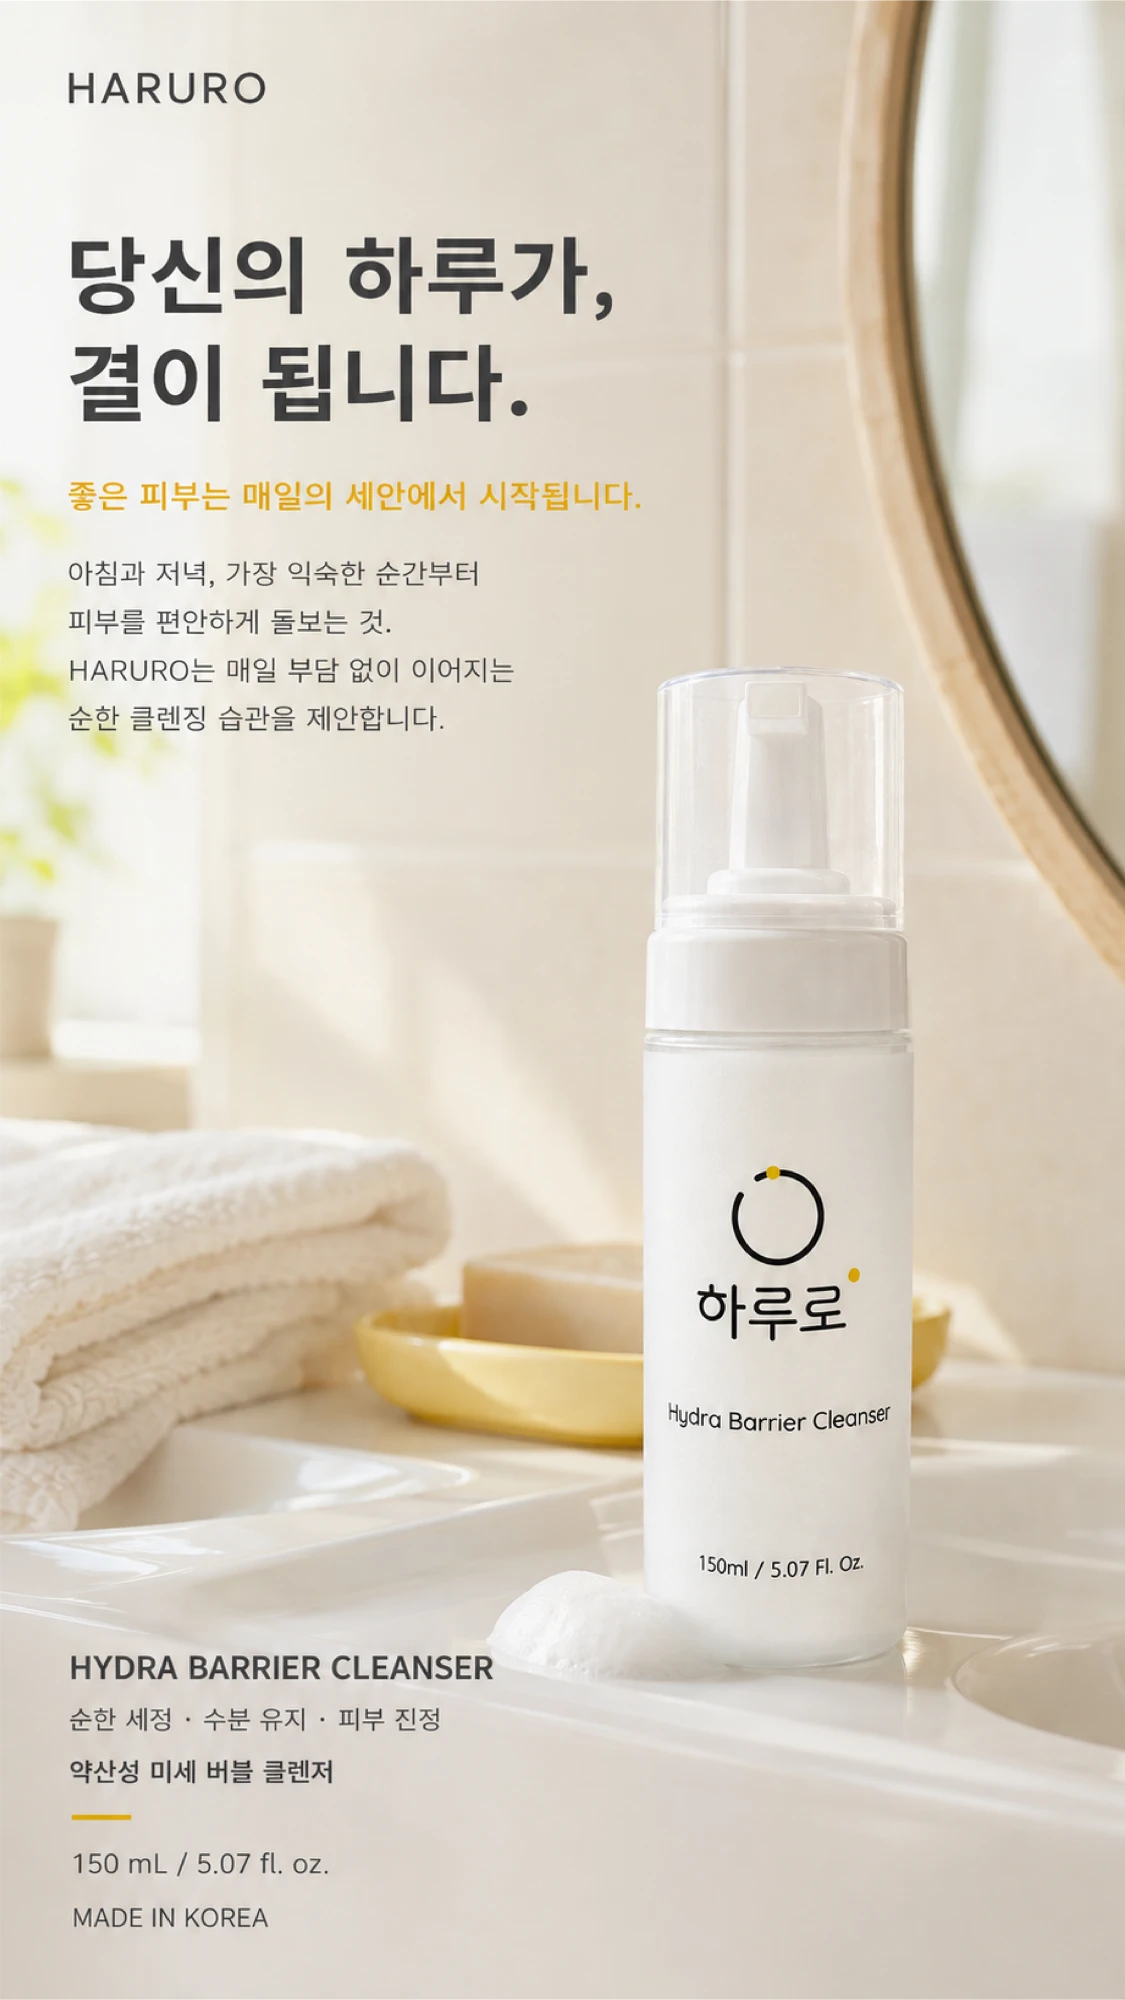 HARURO
당신의 하루가,
결이 됩니다.
좋은 피부는 매일의 세안에서 시작됩니다.
아침과 저녁, 가장 익숙한 순간부터
피부를 편안하게 돌보는 것.
HARURO는 매일 부담 없이 이어지는
순한 클렌징 습관을 제안합니다.
하루로
Hydra Barrier Cleanser
150ml / 5.07 Fl. Oz.
HYDRA BARRIER CLEANSER
순한 세정 · 수분 유지 · 피부 진정
약산성 미세 버블 클렌저
150 mL / 5.07 fl. oz.
MADE IN KOREA